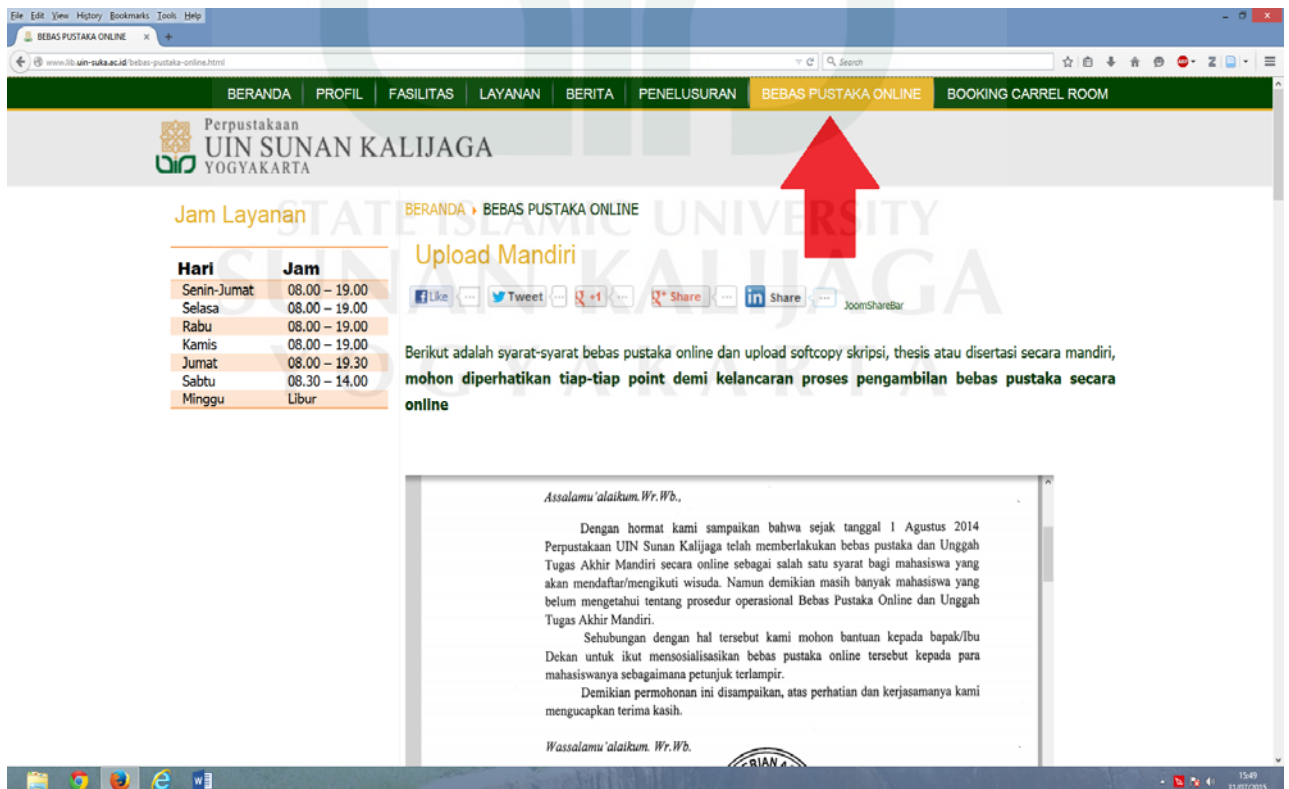 File Edit View History Bookmarks Tools Help
BEBAS PUSTAKA ONLINE × +
www.lib.uin-suka.ac.id/bebas-pustaka-online.html
Search
BERANDA PROFIL FASILITAS LAYANAN BERITA PENELUSURAN BEBAS PUSTAKA ONLINE BOOKING CARREL ROOM
Perpustakaan
UIN SUNAN KALIJAGA
YOGYAKARTA
STATE ISLAMIC UNIVERSITY
SUNAN KALIJAGA
YOGYAKARTA
Jam Layanan
Hari Jam
Senin-Jumat 08.00 – 19.00
Selasa 08.00 – 19.00
Rabu 08.00 – 19.00
Kamis 08.00 – 19.00
Jumat 08.00 – 19.30
Sabtu 08.30 – 14.00
Minggu Libur
BERANDA BEBAS PUSTAKA ONLINE
Upload Mandiri
Like ... Tweet ... +1 ... Share ... Share ... JoomShareBar
Berikut adalah syarat-syarat bebas pustaka online dan upload softcopy skripsi, thesis atau disertasi secara mandiri,
mohon diperhatikan tiap-tiap point demi kelancaran proses pengambilan bebas pustaka secara
online
Assalamu'alaikum.Wr.Wb.,
Dengan hormat kami sampaikan bahwa sejak tanggal 1 Agustus 2014
Perpustakaan UIN Sunan Kalijaga telah memberlakukan bebas pustaka dan Unggah
Tugas Akhir Mandiri secara online sebagai salah satu syarat bagi mahasiswa yang
akan mendaftar/mengikuti wisuda. Namun demikian masih banyak mahasiswa yang
belum mengetahui tentang prosedur operasional Bebas Pustaka Online dan Unggah
Tugas Akhir Mandiri.
Sehubungan dengan hal tersebut kami mohon bantuan kepada bapak/Ibu
Dekan untuk ikut mensosialisasikan bebas pustaka online tersebut kepada para
mahasiswanya sebagaimana petunjuk terlampir.
Demikian permohonan ini disampaikan, atas perhatian dan kerjasamanya kami
mengucapkan terima kasih.
Wassalamu'alaikum. Wr.Wb.
15:49
31/07/2015